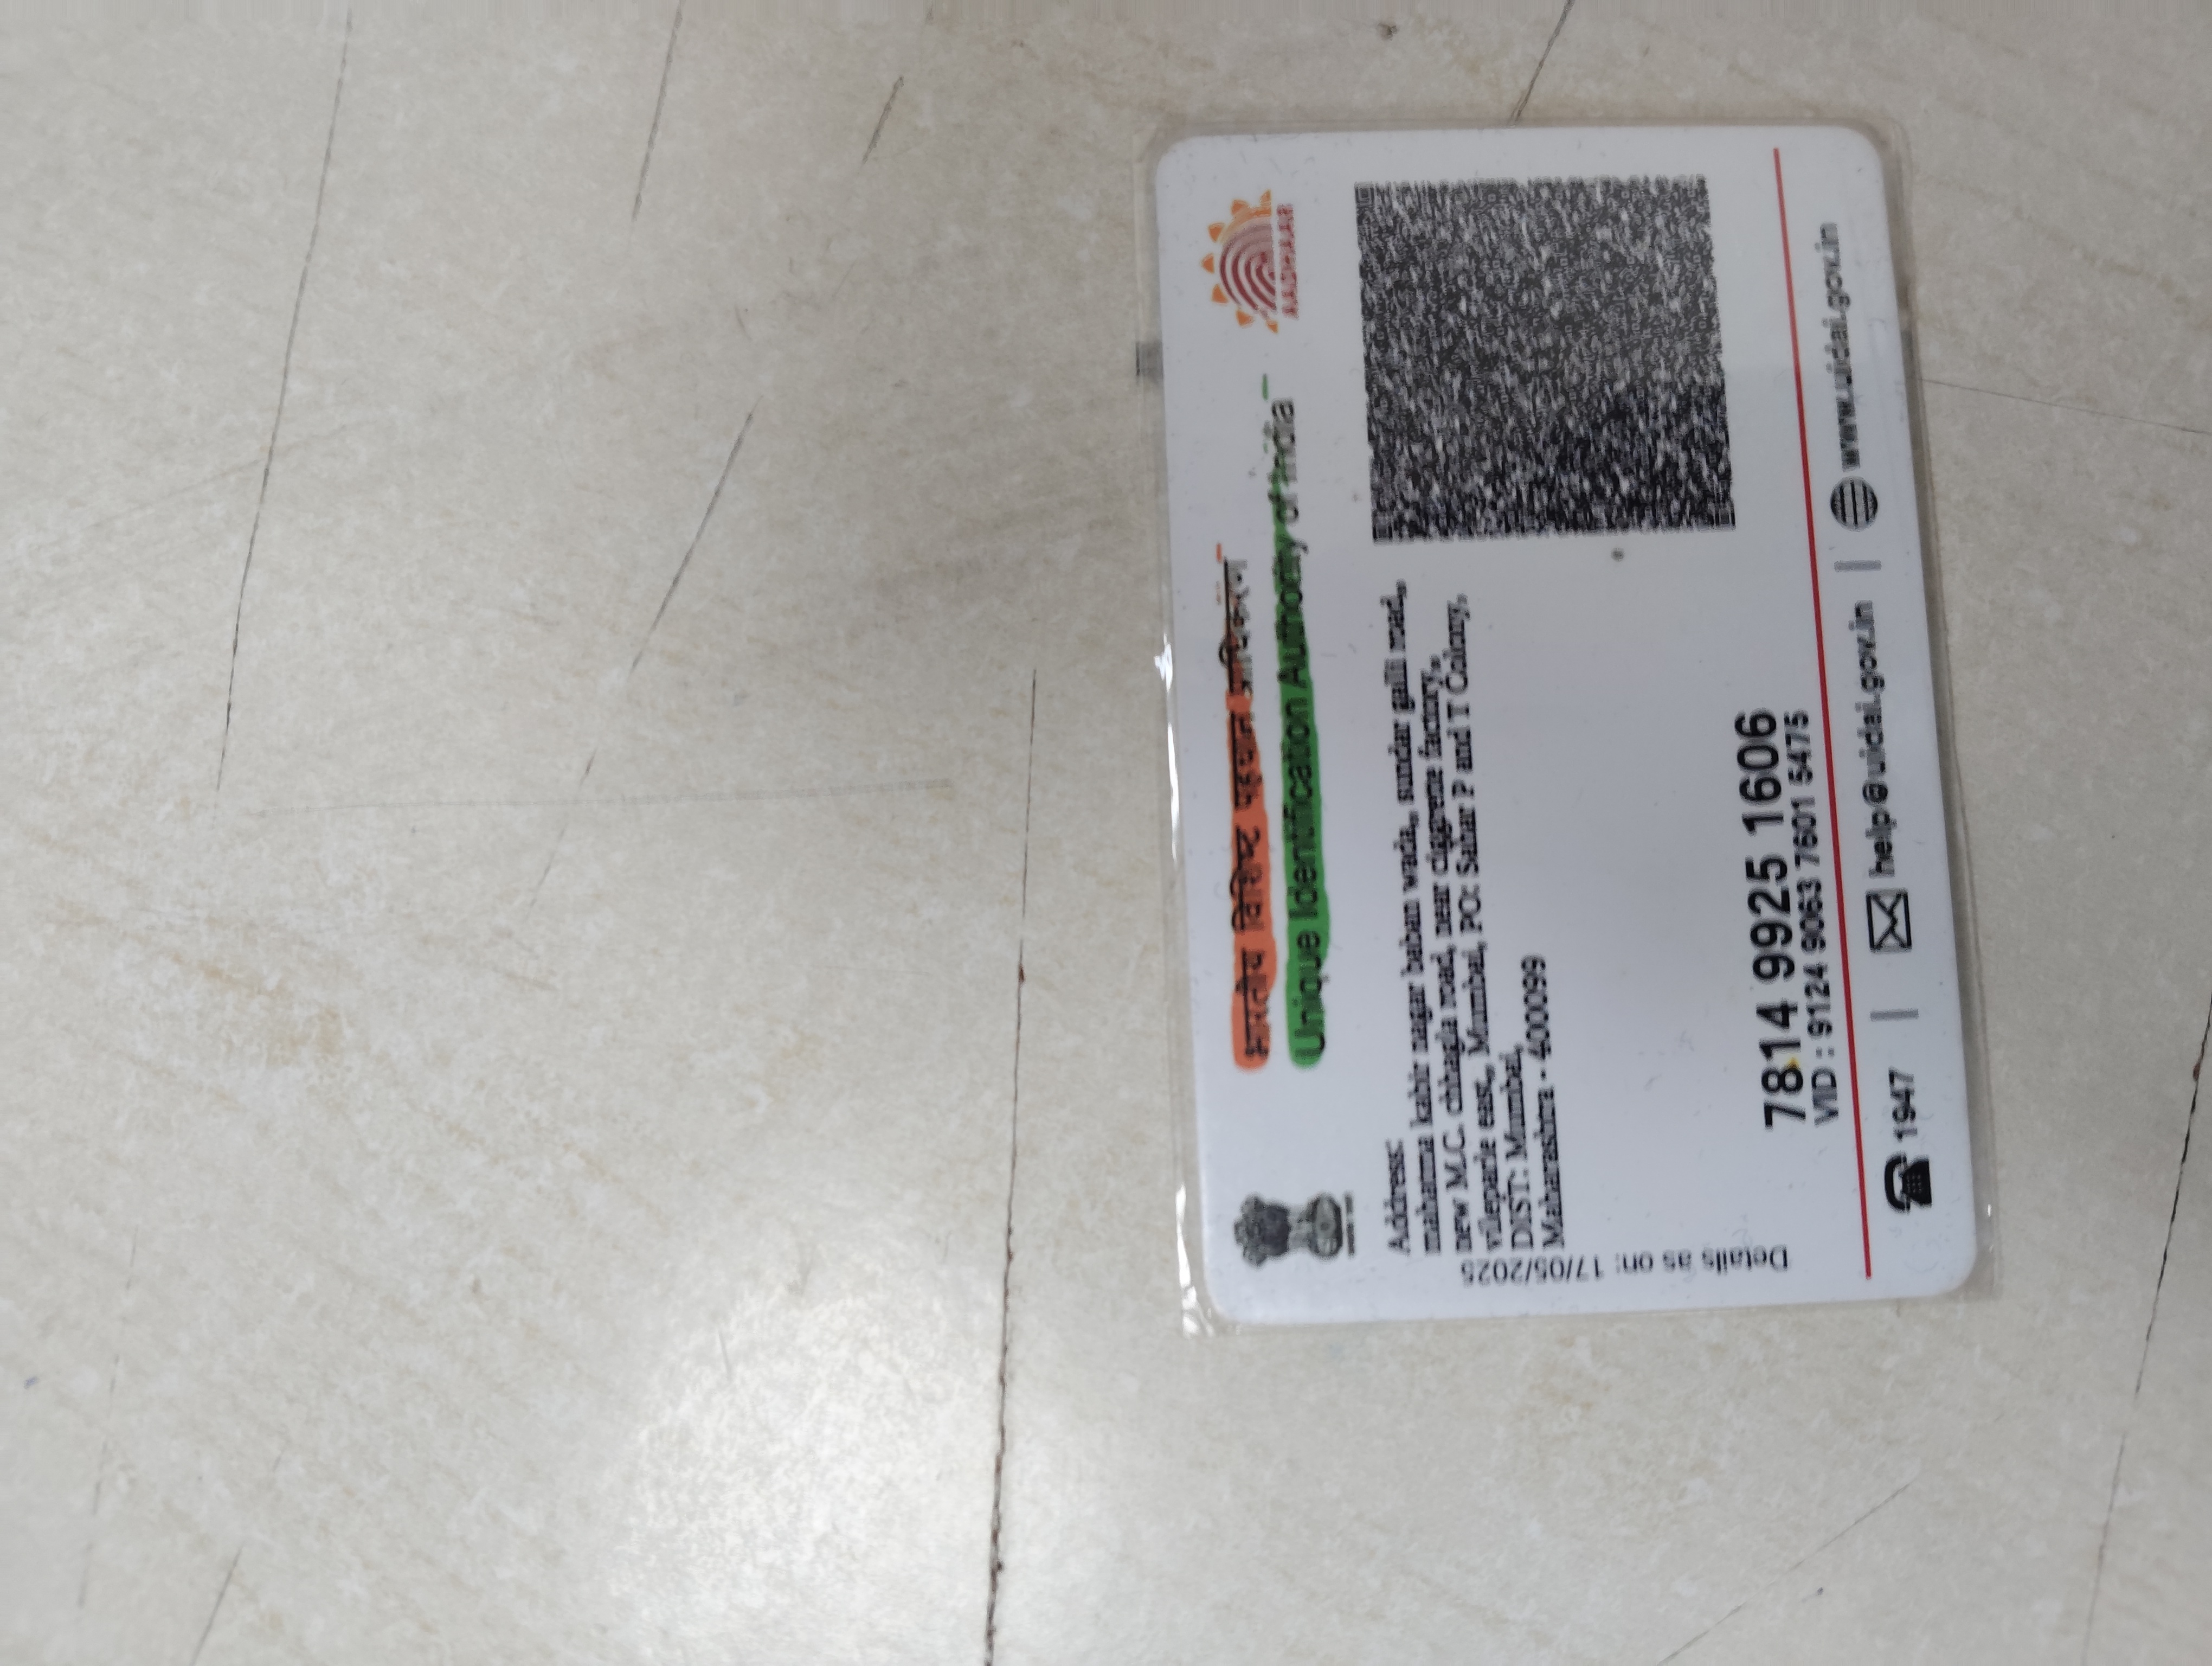 भारतीय विशिष्ट पहचान प्राधिकरण
Unique Identification Authority of India
AADHAAR
Address:
mahatma kabir nagar baban wada,, sundar galli road,,
new M.C. chhagla road, near ciggrette factory,,
vileparle east,, Mumbai, PO: Sahar P and T Colony,
DIST: Mumbai,
Maharashtra - 400099
Details as on: 17/05/2025
7814 9925 1606
VID : 9124 9063 7601 5475
1947 | help@uidai.gov.in | www.uidai.gov.in